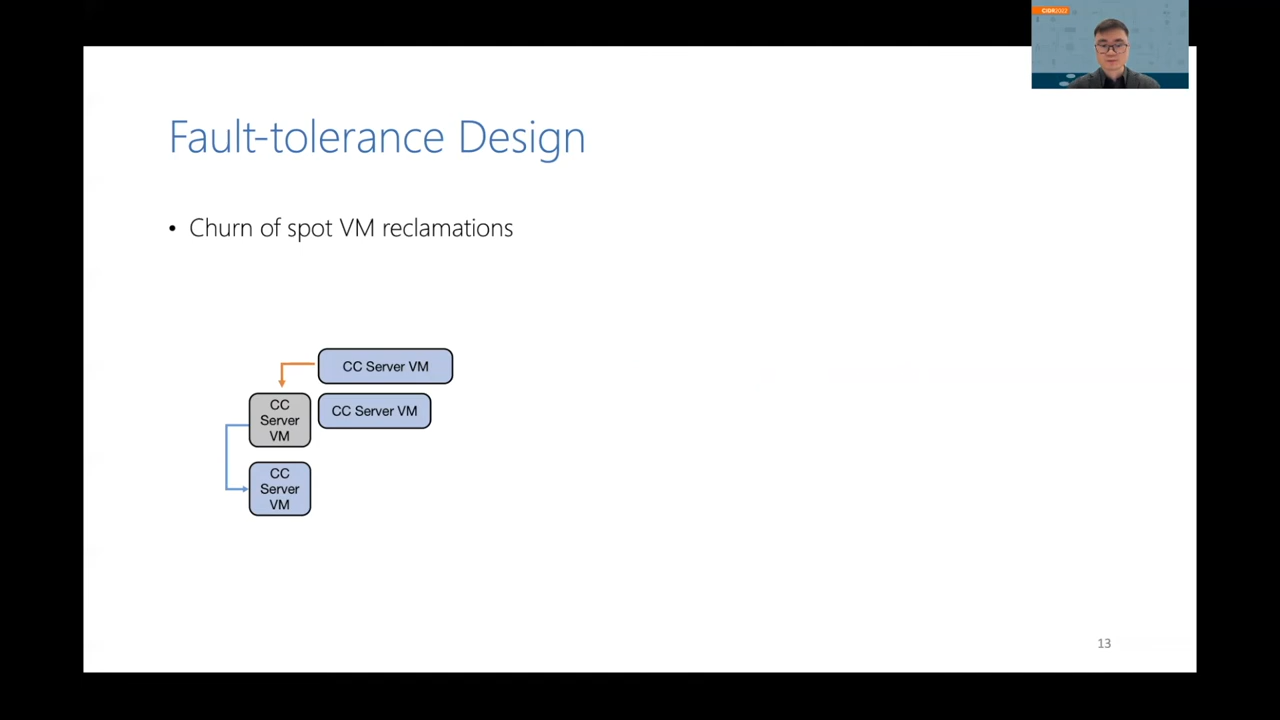 CIDR2022
Fault-tolerance Design
• Churn of spot VM reclamations
CC Server VM
CC
Server
VM
CC Server VM
CC
Server
VM
13